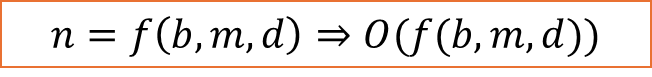 n = f(b, m, d) ⇒ O(f(b, m, d))